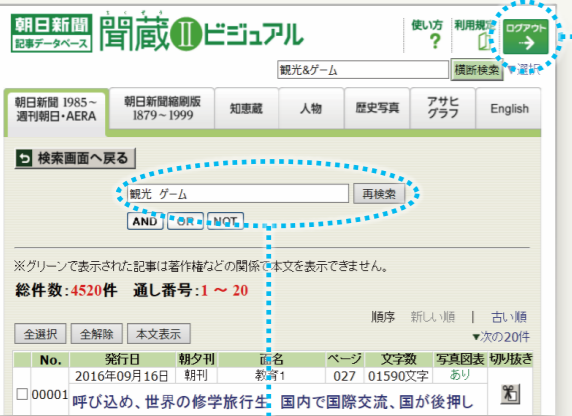 朝日新聞 記事データベース 聞蔵Ⅱビジュアル
使い方 ? 利用規 ログアウト
観光&ゲーム 横断検索 ▼選択
朝日新聞 1985~ 週刊朝日・AERA
朝日新聞縮刷版 1879~1999
知恵蔵
人物
歴史写真
アサヒグラフ
English
検索画面へ戻る
観光 ゲーム 再検索
AND OR NOT
※グリーンで表示された記事は著作権などの関係で本文を表示できません。
総件数:4520件 通し番号:1 ~ 20
順序 新しい順 | 古い順
全選択 全解除 本文表示 ▼次の20件
No. 発行日 朝夕刊 面名 ページ 文字数 写真図表 切り抜き
00001 2016年09月16日 朝刊 教育1 027 01590文字 あり
呼び込め、世界の修学旅行生 国内で国際交流、国が後押し